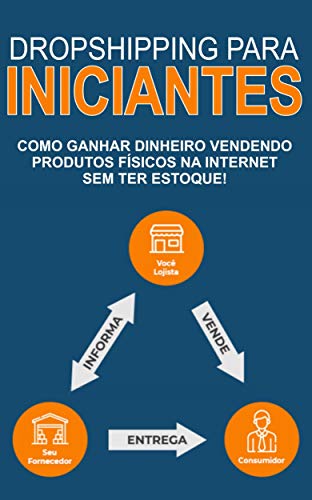 DROPSHIPPING PARA
INICIANTES
COMO GANHAR DINHEIRO VENDENDO
PRODUTOS FÍSICOS NA INTERNET
SEM TER ESTOQUE!
Você
Lojista
INFORMA
VENDE
Seu
Fornecedor
ENTREGA
Consumidor